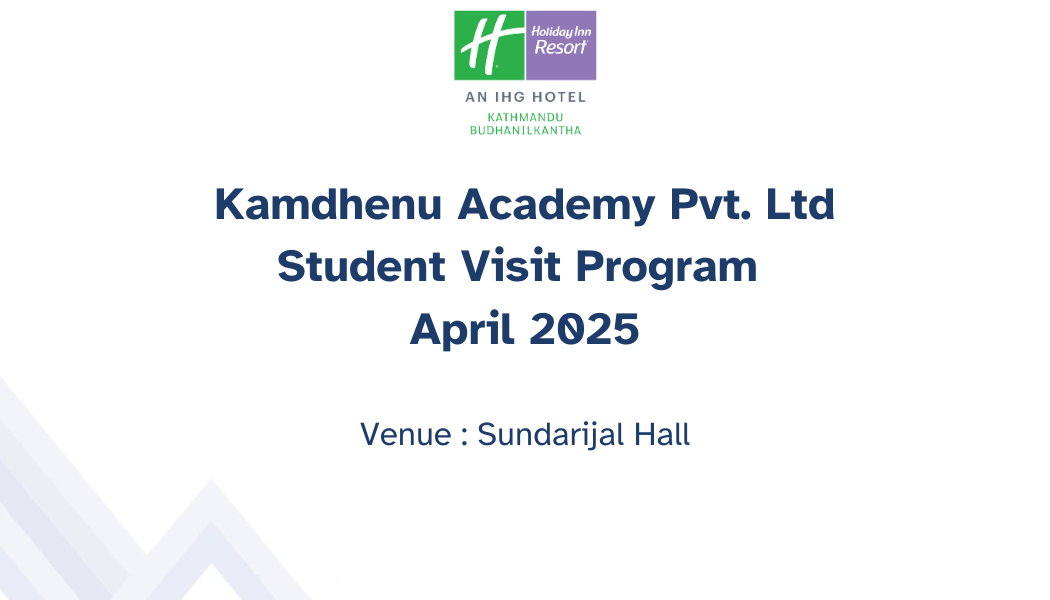 H Holiday Inn
Resort
AN IHG HOTEL
KATHMANDU
BUDHANILKANTHA
Kamdhenu Academy Pvt. Ltd
Student Visit Program
April 2025
Venue : Sundarijal Hall